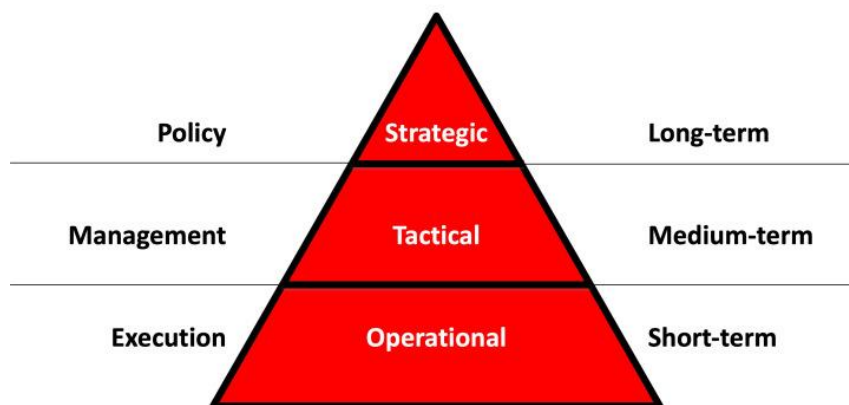 Policy Strategic Long-term
Management Tactical Medium-term
Execution Operational Short-term